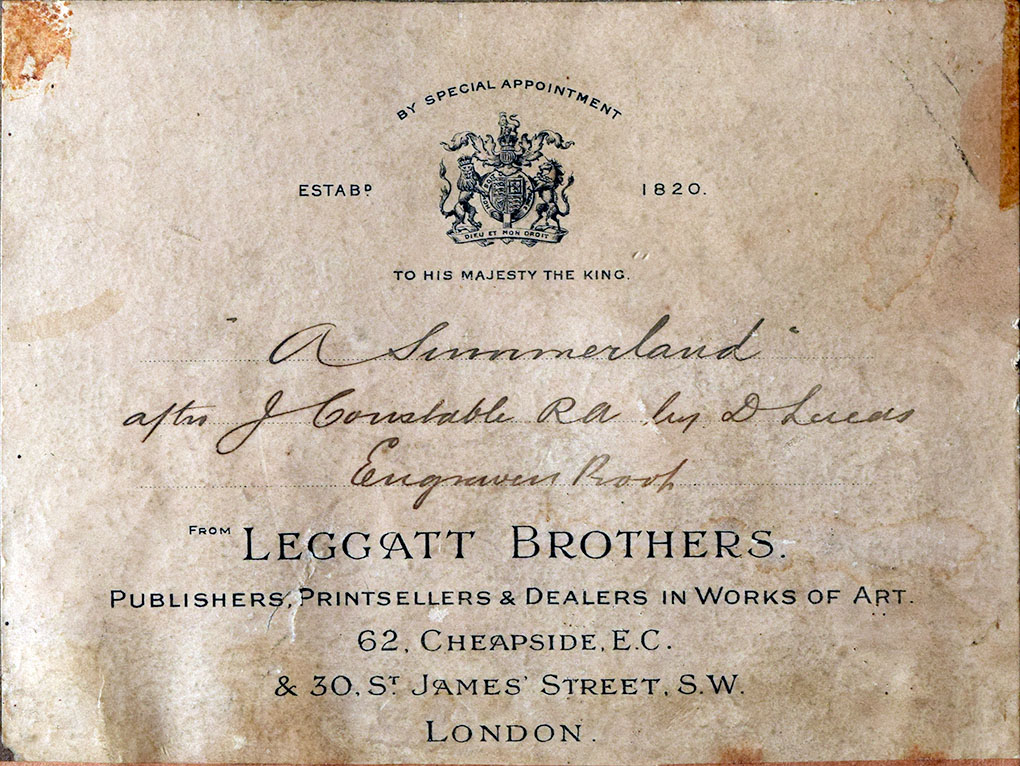 BY SPECIAL APPOINTMENT
ESTABD 1820.
DIEU ET MON DROIT
TO HIS MAJESTY THE KING.
"A Summerland"
after J Constable RA by D Lucas
Engravers Proof
FROM LEGGATT BROTHERS.
PUBLISHERS, PRINTSELLERS & DEALERS IN WORKS OF ART.
62, CHEAPSIDE, E.C.
& 30, ST JAMES' STREET, S.W.
LONDON.